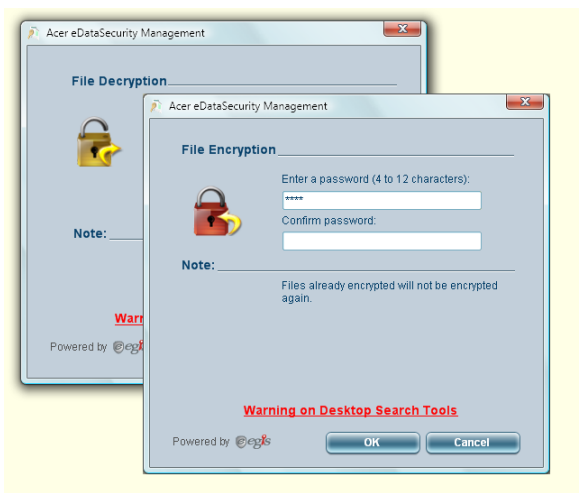 Acer eDataSecurity Management
File Decryption
Note:
Powered by egis
Acer eDataSecurity Management
File Encryption
Enter a password (4 to 12 characters):
****
Confirm password:
Note:
Files already encrypted will not be encrypted
again.
Warning on Desktop Search Tools
Powered by egis
OK
Cancel